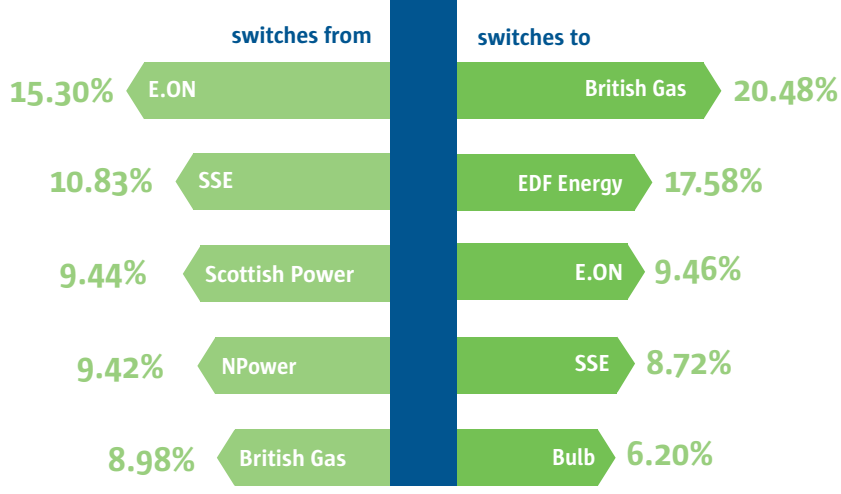 switches from switches to
15.30% E.ON British Gas 20.48%
10.83% SSE EDF Energy 17.58%
9.44% Scottish Power E.ON 9.46%
9.42% NPower SSE 8.72%
8.98% British Gas Bulb 6.20%